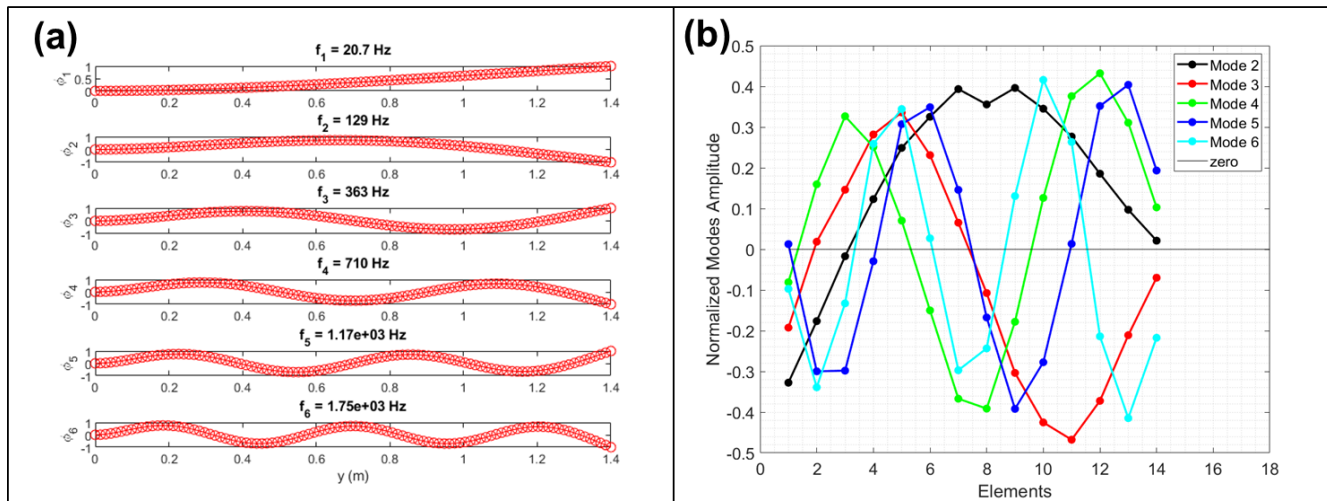 (a)
f1 = 20.7 Hz
ϕ1
1
0.5
0
0 0.2 0.4 0.6 0.8 1 1.2 1.4
f2 = 129 Hz
ϕ2
1
0
-1
0 0.2 0.4 0.6 0.8 1 1.2 1.4
f3 = 363 Hz
ϕ3
1
0
-1
0 0.2 0.4 0.6 0.8 1 1.2 1.4
f4 = 710 Hz
ϕ4
1
0
-1
0 0.2 0.4 0.6 0.8 1 1.2 1.4
f5 = 1.17e+03 Hz
ϕ5
1
0
-1
0 0.2 0.4 0.6 0.8 1 1.2 1.4
f6 = 1.75e+03 Hz
ϕ6
1
0
-1
0 0.2 0.4 0.6 0.8 1 1.2 1.4
y (m)
(b)
Normalized Modes Amplitude
0.5
0.4
0.3
0.2
0.1
0
-0.1
-0.2
-0.3
-0.4
-0.5
0 2 4 6 8 10 12 14 16 18
Elements
Mode 2
Mode 3
Mode 4
Mode 5
Mode 6
zero